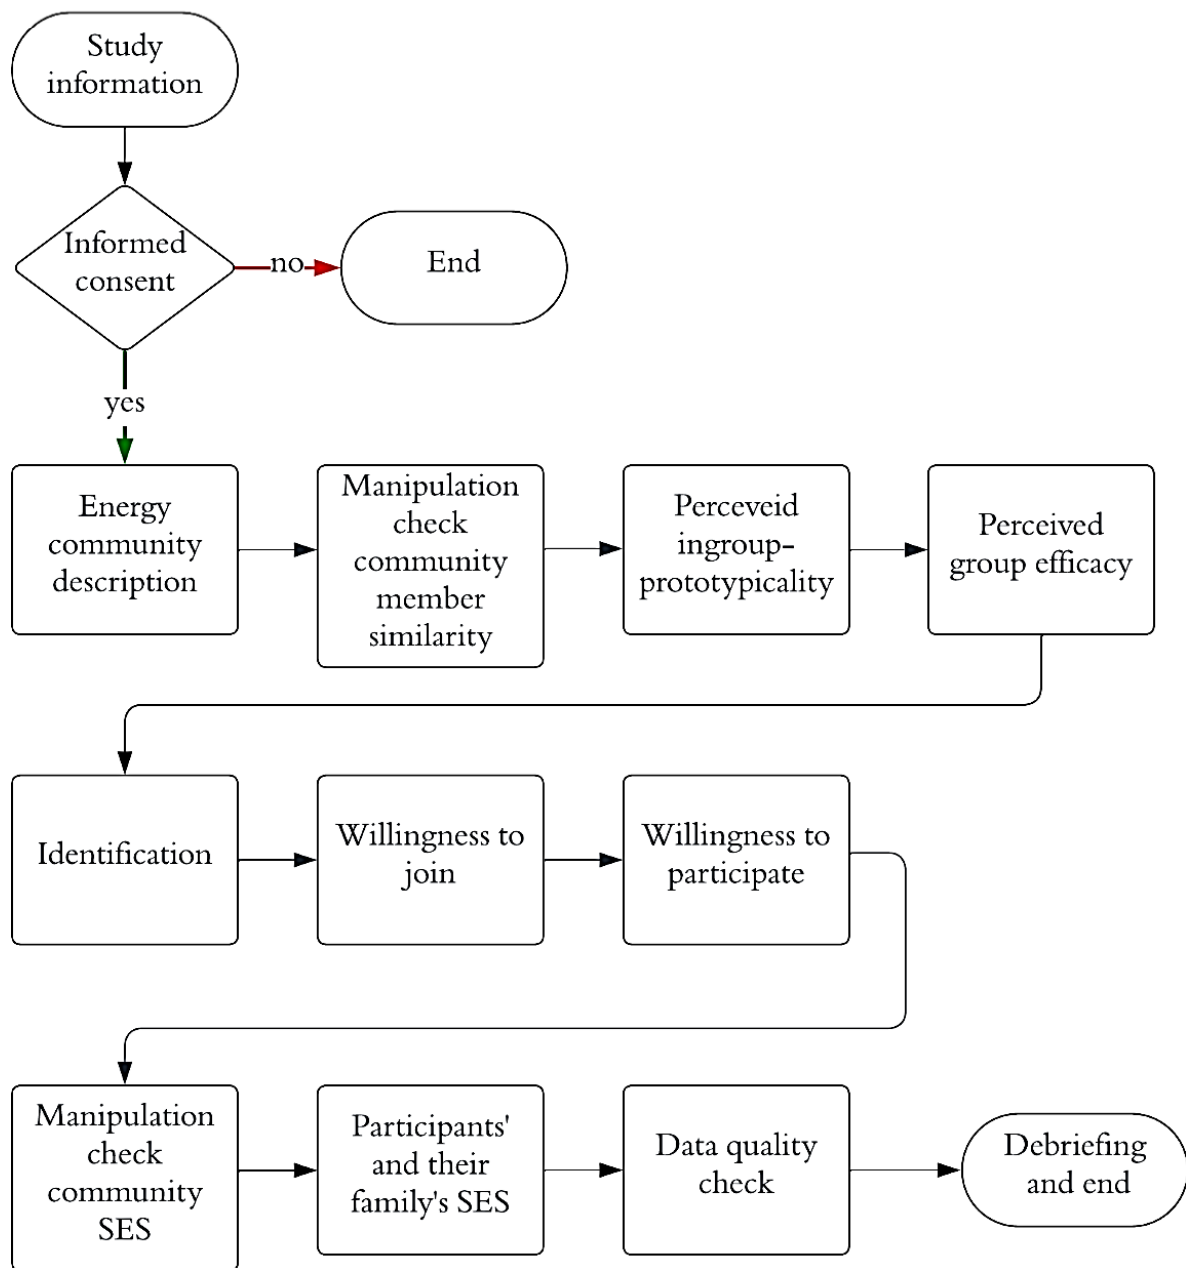 Study
information
Informed
consent
no
End
yes
Energy
community
description
Manipulation
check
community
member
similarity
Perceveid
ingroup-
prototypicality
Perceived
group efficacy
Identification
Willingness to
join
Willingness to
participate
Manipulation
check
community
SES
Participants'
and their
family's SES
Data quality
check
Debriefing
and end